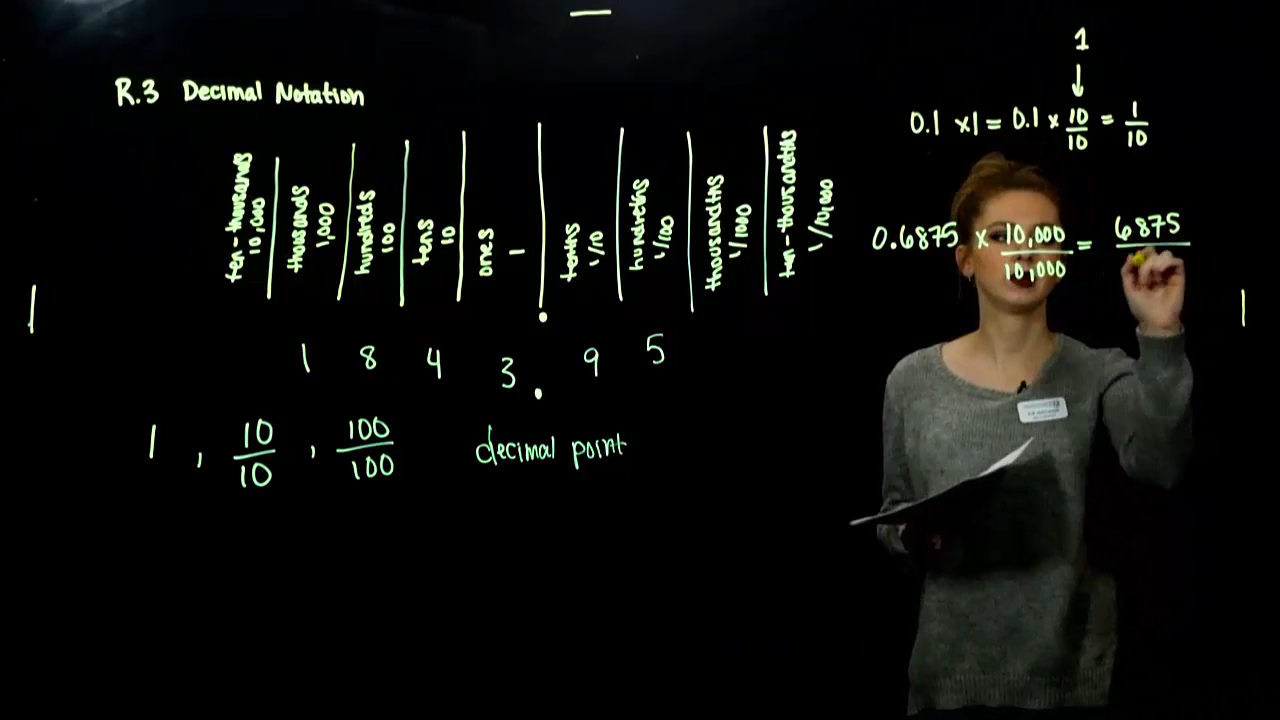 R.3 Decimal Notation
ten-thousands 10,000
thousands 1,000
hundreds 100
tens 10
ones -
tenths 1/10
hundreths 1/100
thousandths 1/1000
ten-thousandths 1/10,000
.
1 8 4 3 . 9 5
1 , 10/10 , 100/100
decimal point
1
↓
0.1 x1 = 0.1 x 10/10 = 1/10
0.6875 x 10,000/10,000 = 6875/